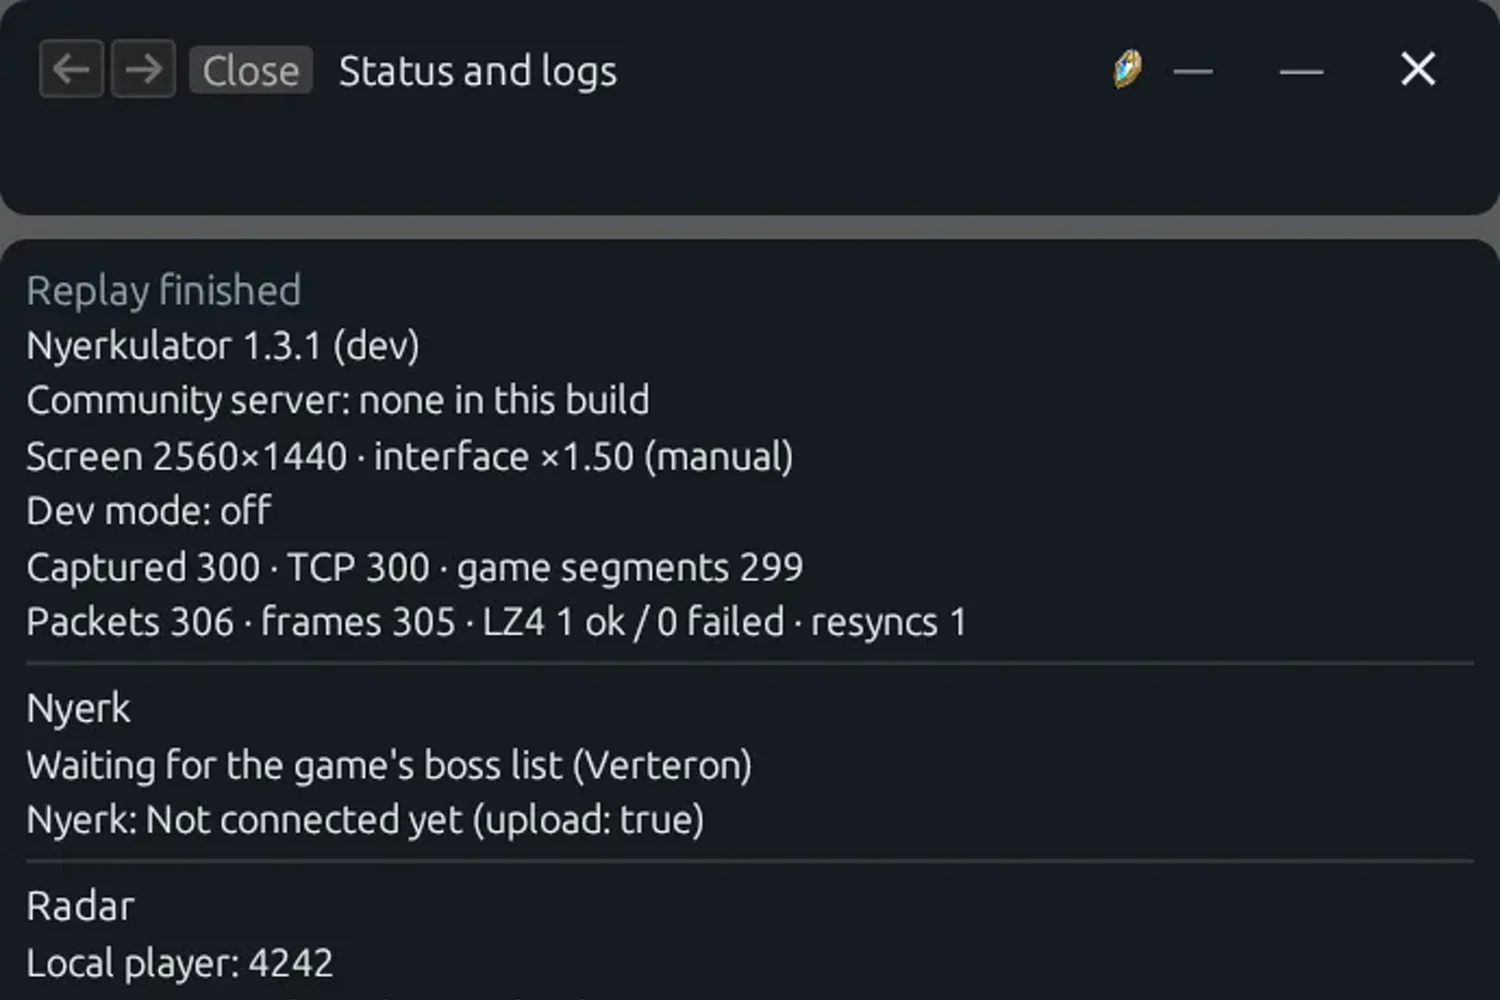 Close Status and logs
Replay finished
Nyerkulator 1.3.1 (dev)
Community server: none in this build
Screen 2560×1440 · interface ×1.50 (manual)
Dev mode: off
Captured 300 · TCP 300 · game segments 299
Packets 306 · frames 305 · LZ4 1 ok / 0 failed · resyncs 1
Nyerk
Waiting for the game's boss list (Verteron)
Nyerk: Not connected yet (upload: true)
Radar
Local player: 4242